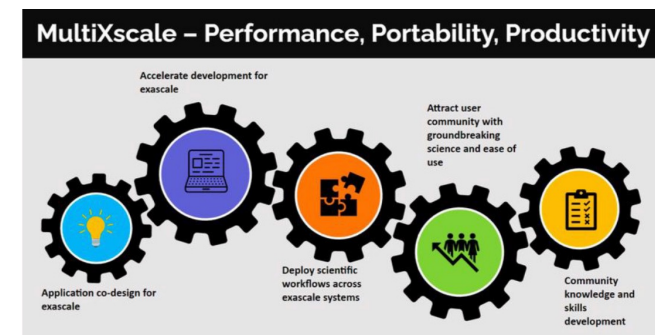 MultiXscale – Performance, Portability, Productivity
Accelerate development for
exascale
Attract user
community with
groundbreaking
science and ease of
use
Application co-design for
exascale
Deploy scientific
workflows across
exascale systems
Community
knowledge and
skills
development